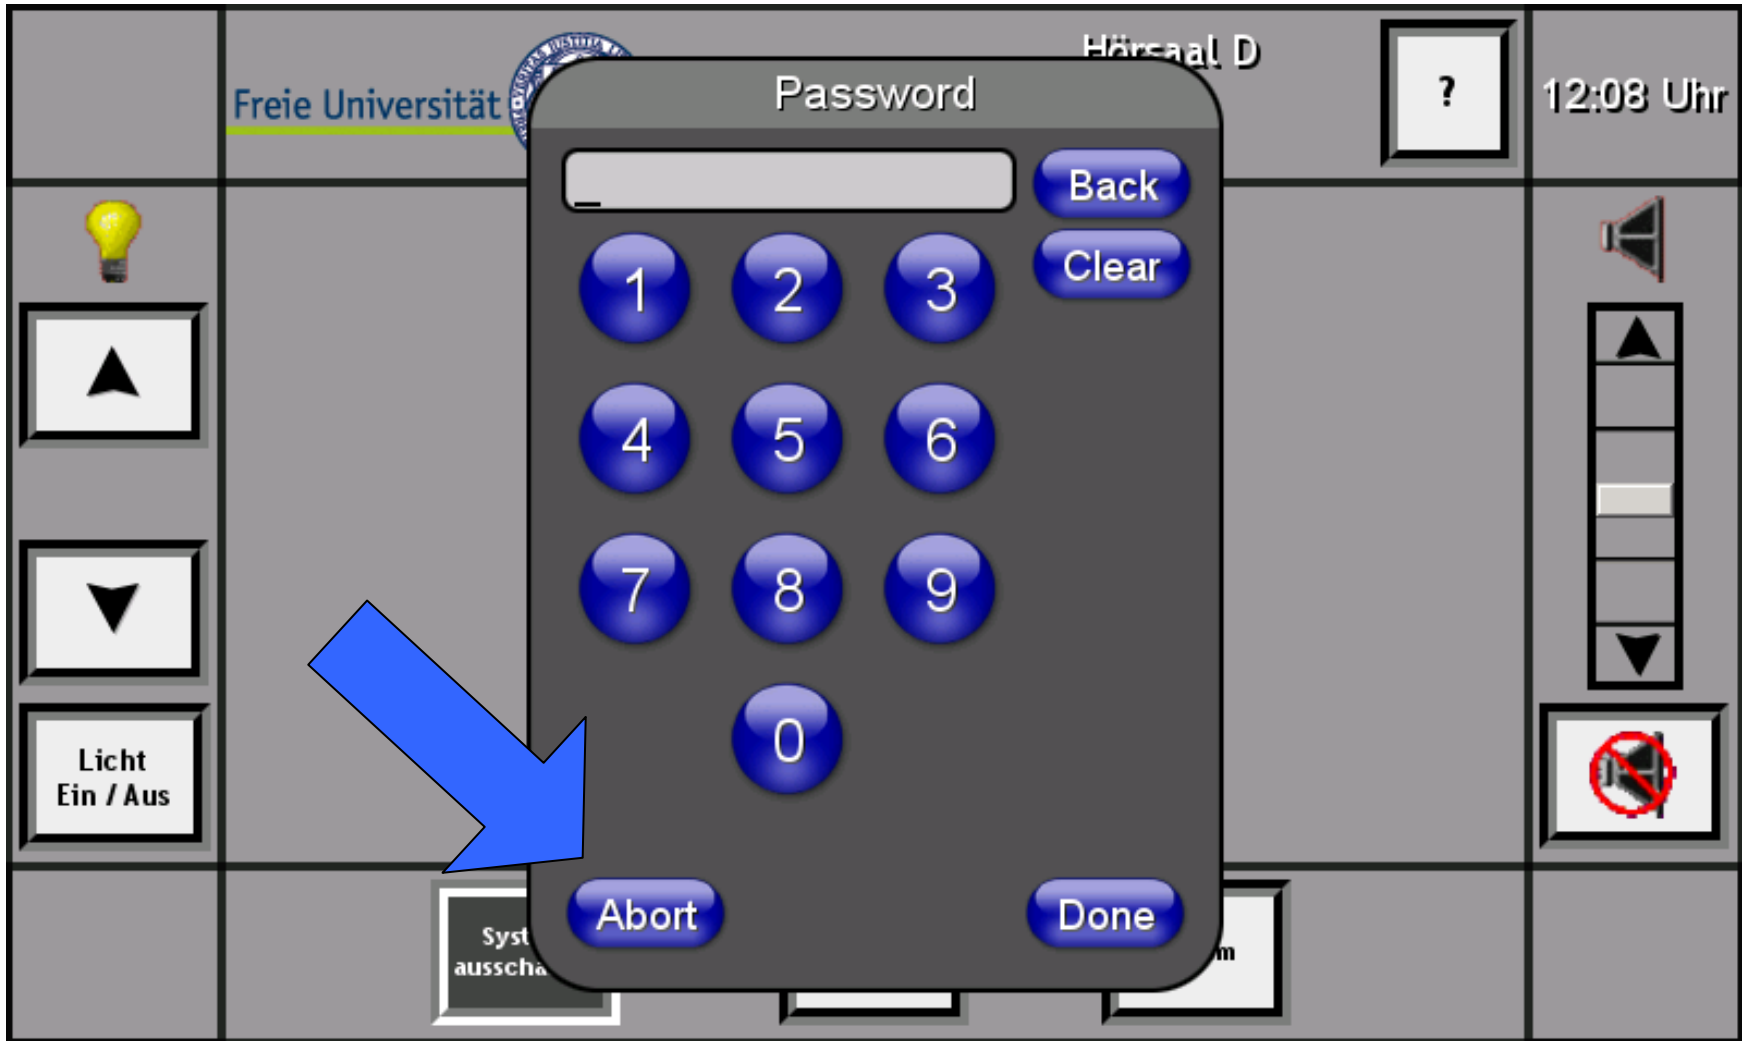 Hörsaal D
Freie Universität
?
12:08 Uhr
Password
Back
Clear
1 2 3
4 5 6
7 8 9
0
Licht
Ein / Aus
Abort
Done